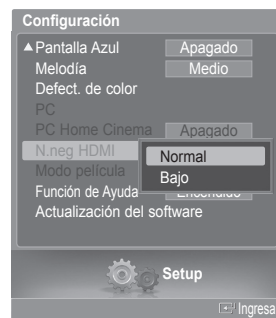 Configuración
▲Pantalla Azul Apagado
Melodía Medio
Defect. de color
PC
PC Home Cinema Apagado
N.neg HDMI Normal
Modo película Bajo
Función de Ayuda Encendido
Actualización del software
Setup
Ingresa